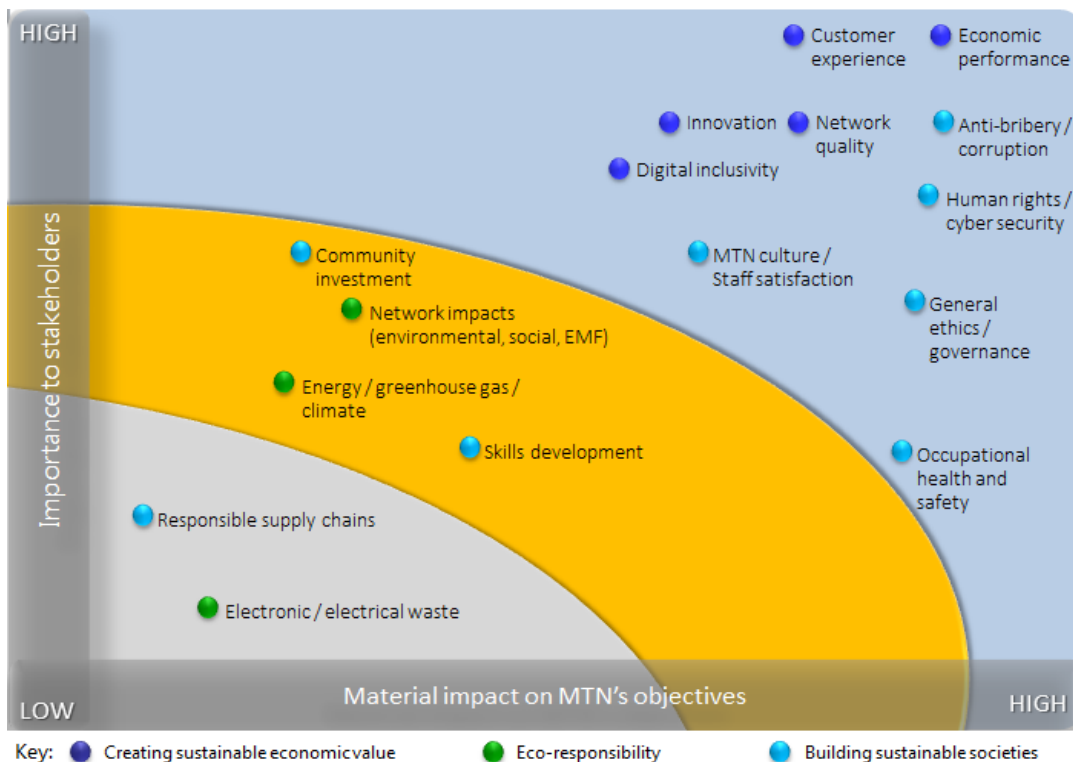 HIGH
Customer
experience
Economic
performance
Innovation
Network
quality
Anti-bribery /
corruption
Digital inclusivity
Human rights /
cyber security
Importance to stakeholders
Community
investment
MTN culture /
Staff satisfaction
Network impacts
(environmental, social, EMF)
General
ethics /
governance
Energy / greenhouse gas /
climate
Skills development
Occupational
health and
safety
Responsible supply chains
Electronic / electrical waste
LOW
Material impact on MTN's objectives
HIGH
Key: Creating sustainable economic value Eco-responsibility Building sustainable societies